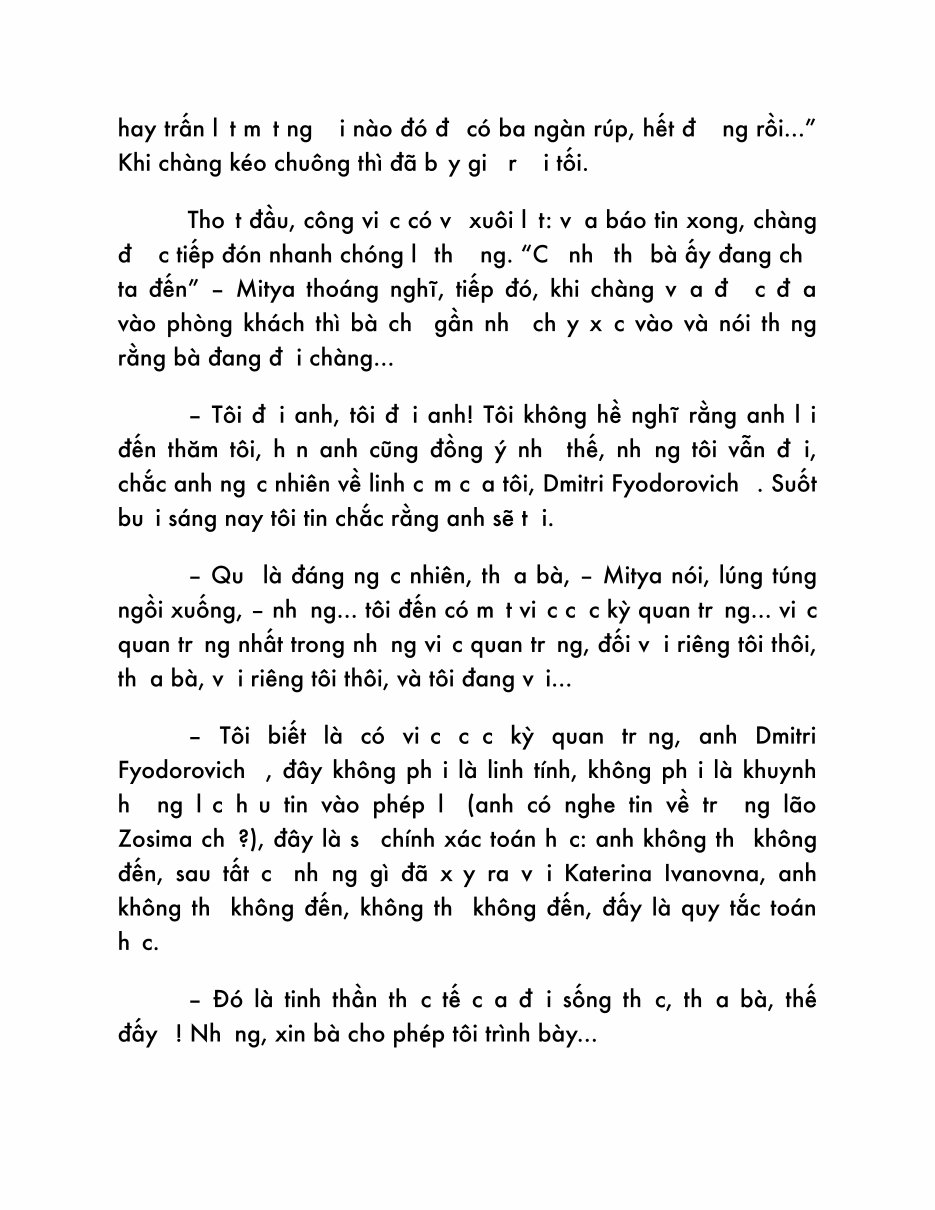 hay trấn l t m t ng i nào đó đ có ba ngàn rúp, hết đ ng rồi...”
Khi chàng kéo chuông thì đã b y gi r i tối.
Tho t đầu, công vi c có v xuôi l t: v a báo tin xong, chàng
đ c tiếp đón nhanh chóng l th ng. “C nh th bà ấy đang ch
ta đến” – Mitya thoáng nghĩ, tiếp đó, khi chàng v a đ c đ a
vào phòng khách thì bà ch gần nh ch y x c vào và nói th ng
rằng bà đang đ i chàng...
– Tôi đ i anh, tôi đ i anh! Tôi không hề nghĩ rằng anh l i
đến thăm tôi, h n anh cũng đồng ý nh thế, nh ng tôi vẫn đ i,
chắc anh ng c nhiên về linh c m c a tôi, Dmitri Fyodorovich . Suốt
bu i sáng nay tôi tin chắc rằng anh sẽ t i.
– Qu là đáng ng c nhiên, th a bà, – Mitya nói, lúng túng
ngồi xuống, – nh ng... tôi đến có m t vi c c c kỳ quan tr ng... vi c
quan tr ng nhất trong nh ng vi c quan tr ng, đối v i riêng tôi thôi,
th a bà, v i riêng tôi thôi, và tôi đang v i...
– Tôi biết là có vi c c c kỳ quan tr ng, anh Dmitri
Fyodorovich , đây không ph i là linh tính, không ph i là khuynh
h ng l c h u tin vào phép l (anh có nghe tin về tr ng lão
Zosima ch ?), đây là s chính xác toán h c: anh không th không
đến, sau tất c nh ng gì đã x y ra v i Katerina Ivanovna, anh
không th không đến, không th không đến, đấy là quy tắc toán
h c.
– Đó là tinh thần th c tế c a đ i sống th c, th a bà, thế
đấy ! Nh ng, xin bà cho phép tôi trình bày...